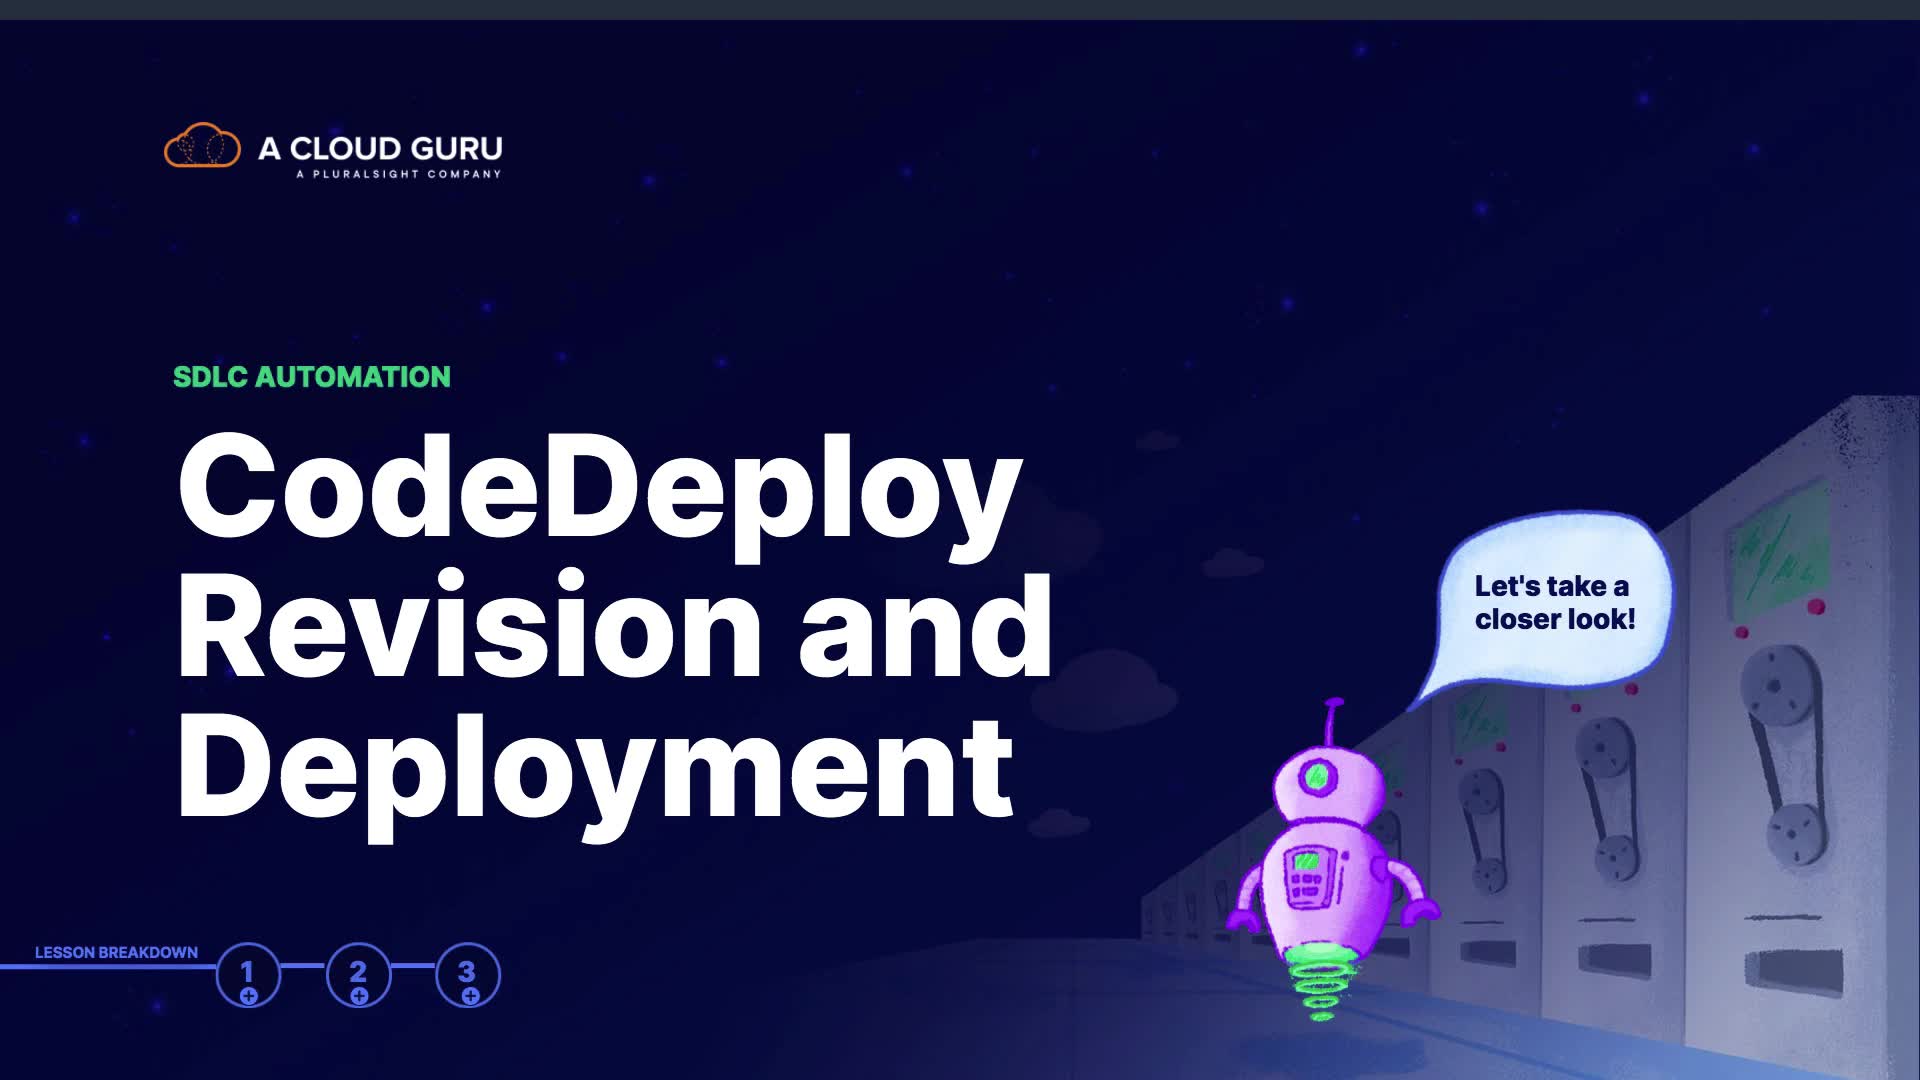 A CLOUD GURU
A PLURALSIGHT COMPANY
SDLC AUTOMATION
CodeDeploy
Revision and
Deployment
Let's take a
closer look!
LESSON BREAKDOWN
1
2
3